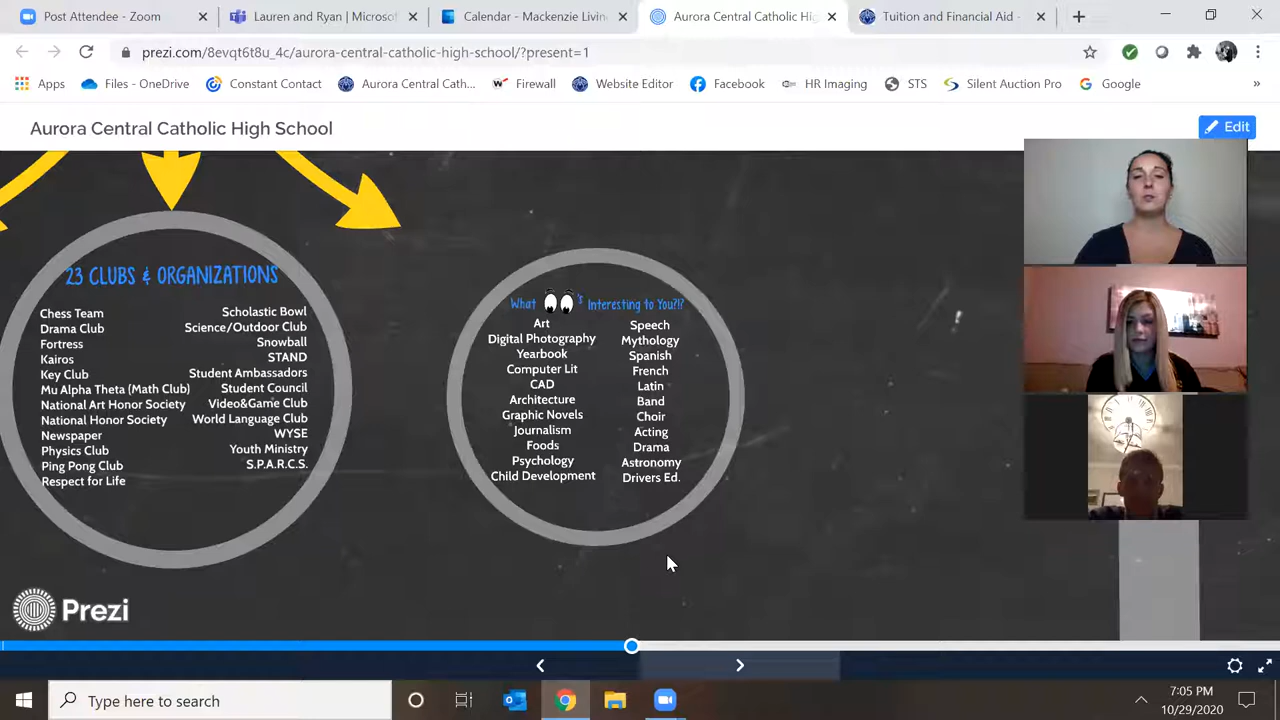 Post Attendee - Zoom
Lauren and Ryan | Microsof
Calendar - Mackenzie Livin
Aurora Central Catholic High
Tuition and Financial Aid -
prezi.com/8evqt6t8u_4c/aurora-central-catholic-high-school/?present=1
Apps
Files - OneDrive
Constant Contact
Aurora Central Cath...
Firewall
Website Editor
Facebook
HR Imaging
STS
Silent Auction Pro
Google
»
Aurora Central Catholic High School
Edit
23 CLUBS & ORGANIZATIONS
Chess Team
Drama Club
Fortress
Kairos
Key Club
Mu Alpha Theta (Math Club)
National Art Honor Society
National Honor Society
Newspaper
Physics Club
Ping Pong Club
Respect for Life
Scholastic Bowl
Science/Outdoor Club
Snowball
STAND
Student Ambassadors
Student Council
Video&Game Club
World Language Club
WYSE
Youth Ministry
S.P.A.R.C.S.
What 's Interesting to You?!?
Art
Digital Photography
Yearbook
Computer Lit
CAD
Architecture
Graphic Novels
Journalism
Foods
Psychology
Child Development
Speech
Mythology
Spanish
French
Latin
Band
Choir
Acting
Drama
Astronomy
Drivers Ed.
Prezi
Type here to search
7:05 PM
10/29/2020